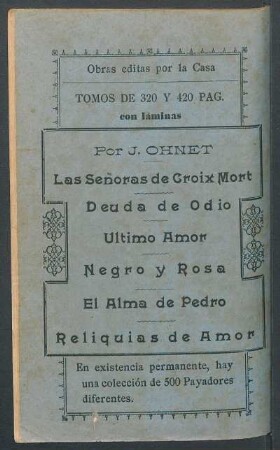 Obras editas por la Casa
TOMOS DE 320 Y 420 PAG.
con láminas
Por J. OHNET
Las Señoras de Croix Mort
Deuda de Odio
Ultimo Amor
Negro y Rosa
El Alma de Pedro
Reliquias de Amor
En existencia permanente, hay
una colección de 500 Payadores
diferentes.